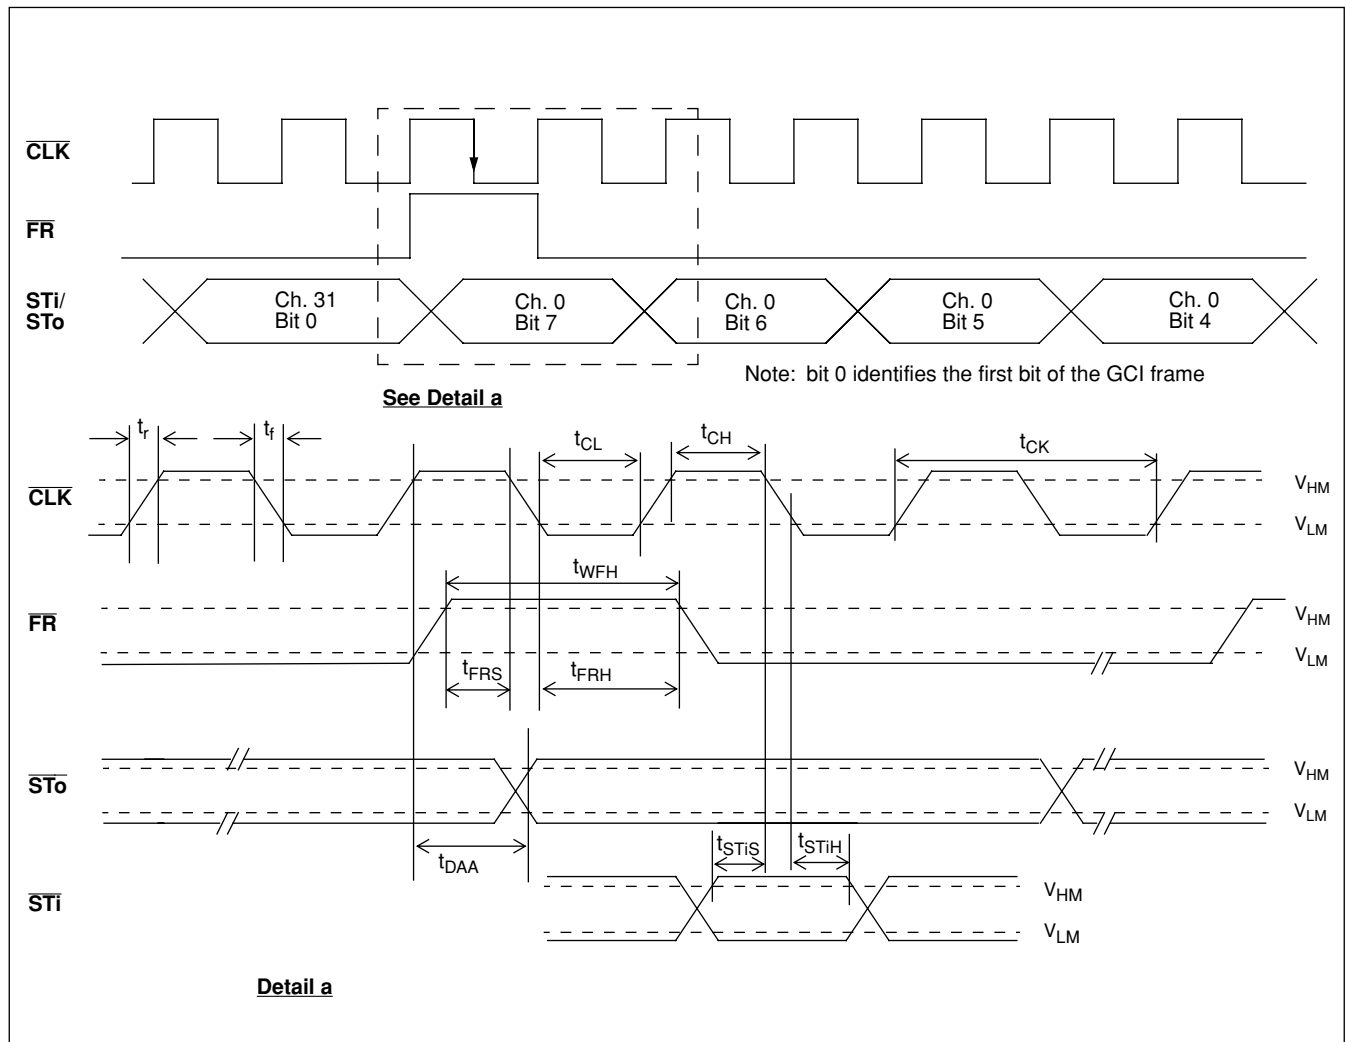 CLK
FR
STi/
STo
Ch. 31
Bit 0
Ch. 0
Bit 7
Ch. 0
Bit 6
Ch. 0
Bit 5
Ch. 0
Bit 4
Note: bit 0 identifies the first bit of the GCI frame
See Detail a
tr
tf
tCL
tCH
tCK
CLK
VHM
VLM
tWFH
FR
VHM
VLM
tFRS
tFRH
STo
VHM
VLM
tDAA
tSTiS
tSTiH
STi
VHM
VLM
Detail a